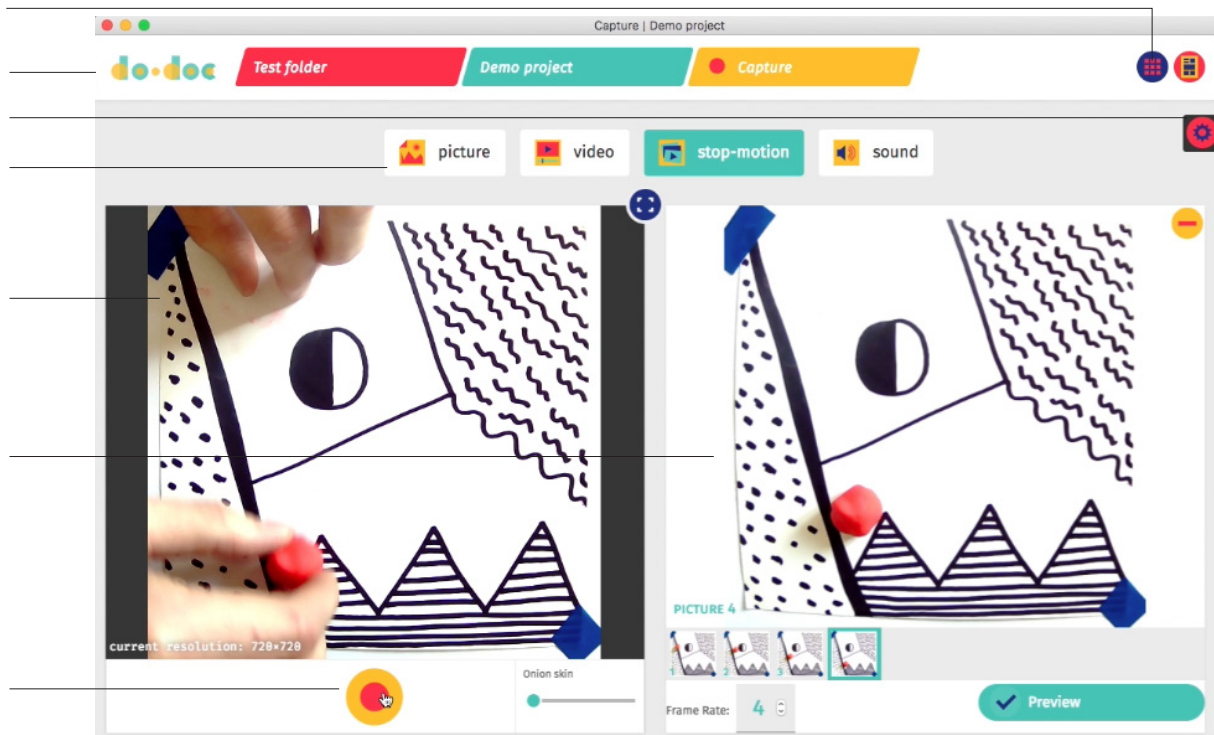 Capture | Demo project
do•doc
Test folder
Demo project
Capture
picture
video
stop-motion
sound
current resolution: 720×720
PICTURE 4
1
2
3
Onion skin
Frame Rate:
4
Preview